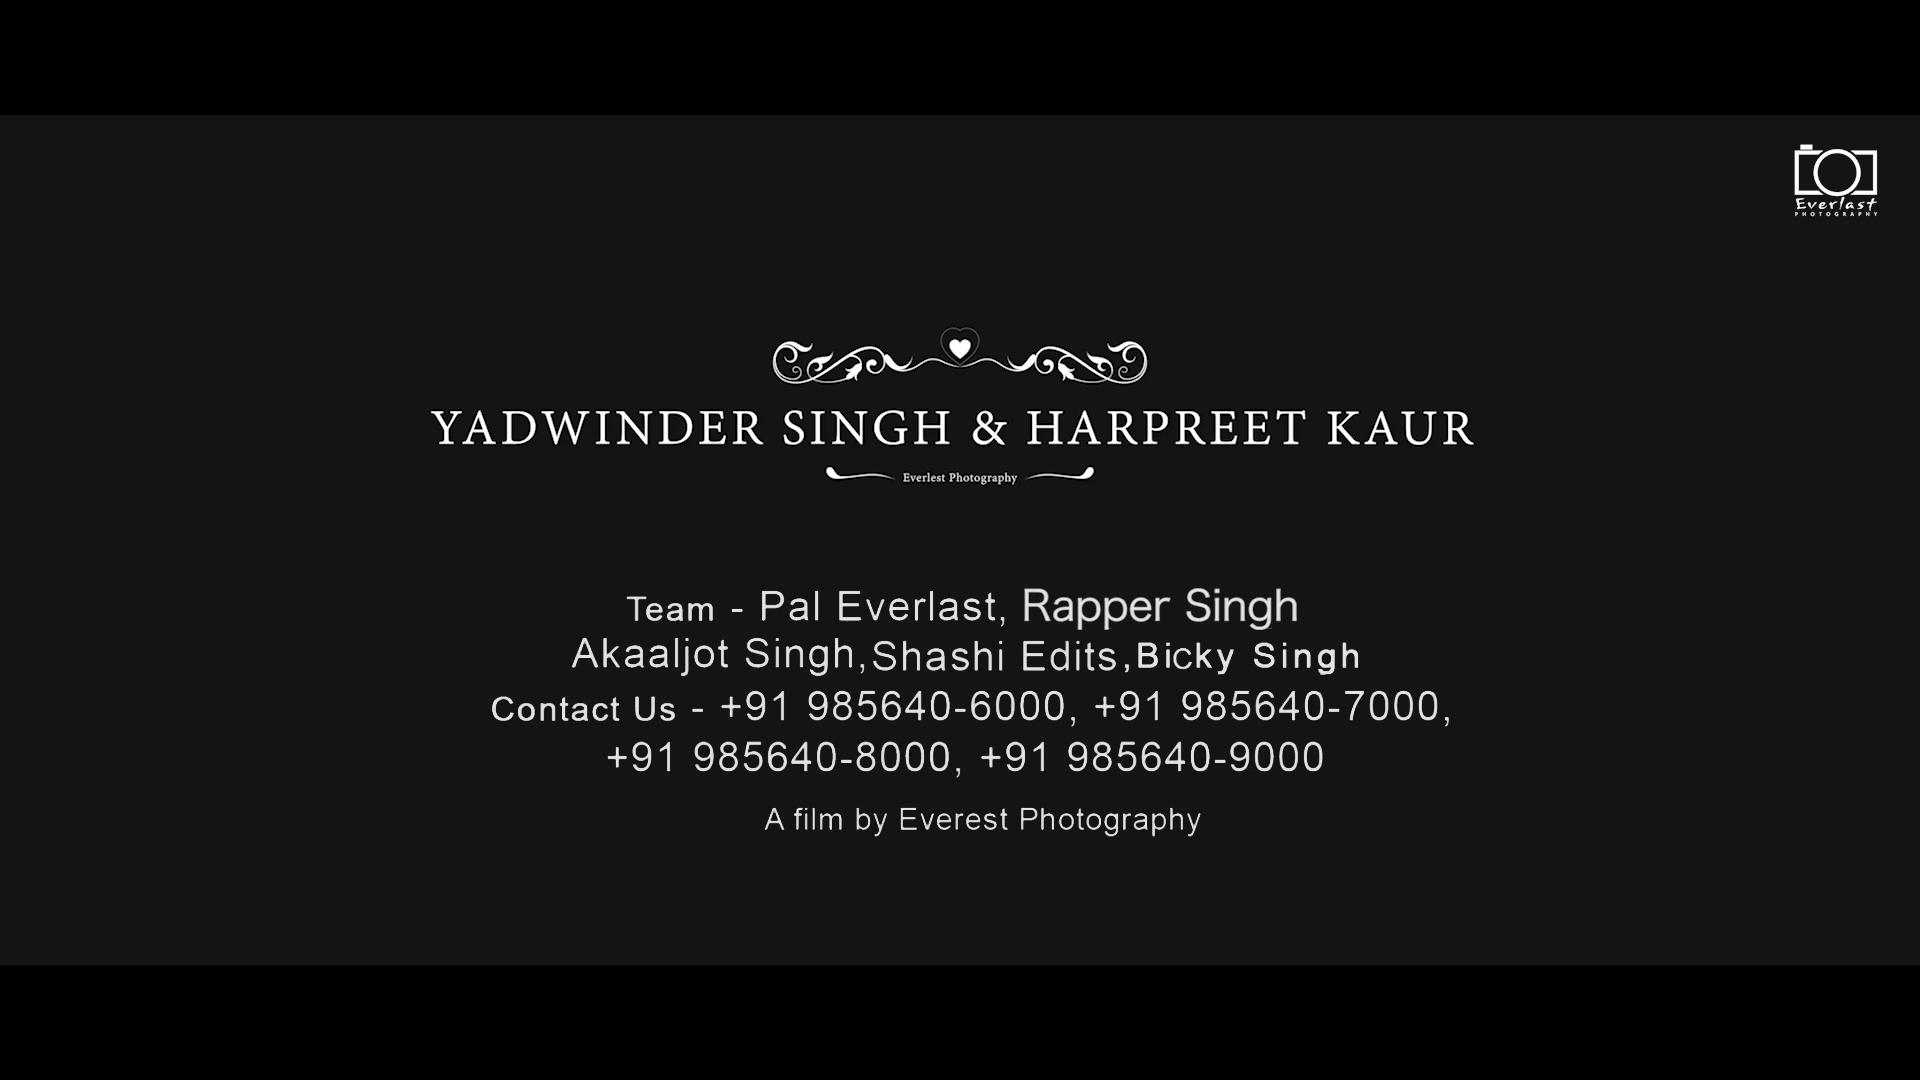 Everlast
PHOTOGRAPHY
YADWINDER SINGH & HARPREET KAUR
Everlest Photography
Team - Pal Everlast, Rapper Singh
Akaaljot Singh,Shashi Edits,Bicky Singh
Contact Us - +91 985640-6000, +91 985640-7000,
+91 985640-8000, +91 985640-9000
A film by Everest Photography